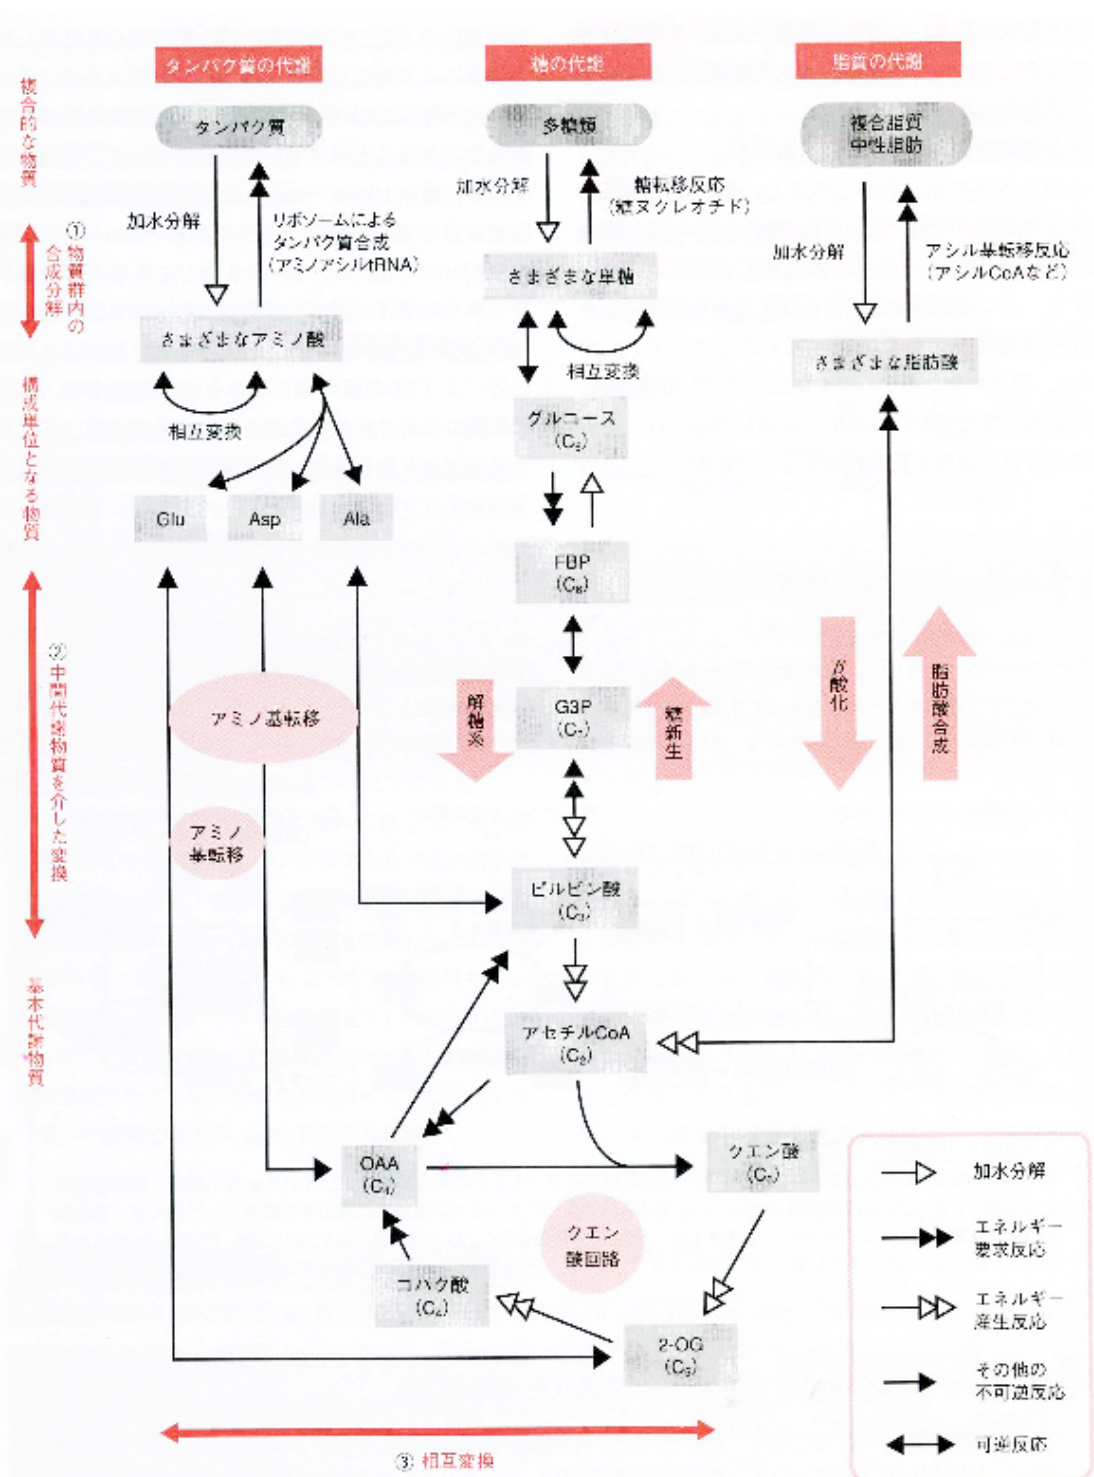 タンパク質の代謝
糖の代謝
脂質の代謝
複合的な物質
タンパク質
多糖類
複合脂質
中性脂肪
加水分解
リボソームによる
タンパク質合成
(アミノアシルtRNA)
加水分解
糖転移反応
(糖ヌクレオチド)
加水分解
アシル基転移反応
(アシルCoAなど)
①物質群内の
合成分解
さまざまなアミノ酸
さまざまな単糖
さまざまな脂肪酸
相互変換
相互変換
構成単位となる物質
グルコース
Glu
Asp
Ala
FBP
(C₆)
②中間代謝物質を介した変換
アミノ基転移
解糖系
G3P
糖新生
β酸化
脂肪酸合成
アミノ
基転移
ピルビン酸
(C₃)
基本代謝物質
アセチルCoA
(C₂)
OAA
(C₄)
クエン酸
クエン
酸回路
コハク酸
(C₄)
2-OG
(C₅)
③ 相互変換
加水分解
エネルギー
要求反応
エネルギー
産生反応
その他の
不可逆反応
可逆反応